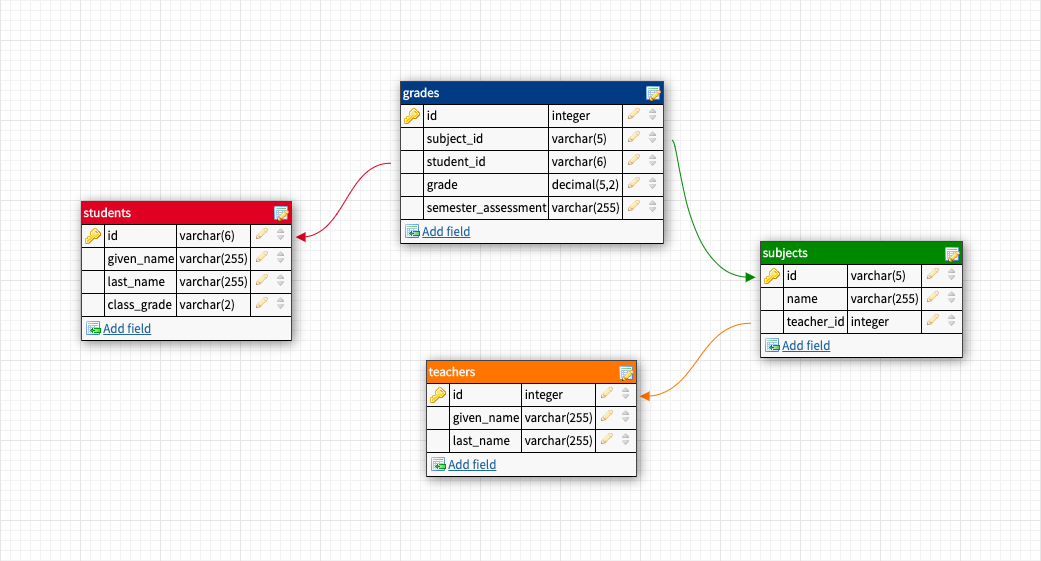 grades
id integer
subject_id varchar(5)
student_id varchar(6)
grade decimal(5,2)
semester_assessment varchar(255)
Add field
students
id varchar(6)
given_name varchar(255)
last_name varchar(255)
class_grade varchar(2)
Add field
subjects
id varchar(5)
name varchar(255)
teacher_id integer
Add field
teachers
id integer
given_name varchar(255)
last_name varchar(255)
Add field